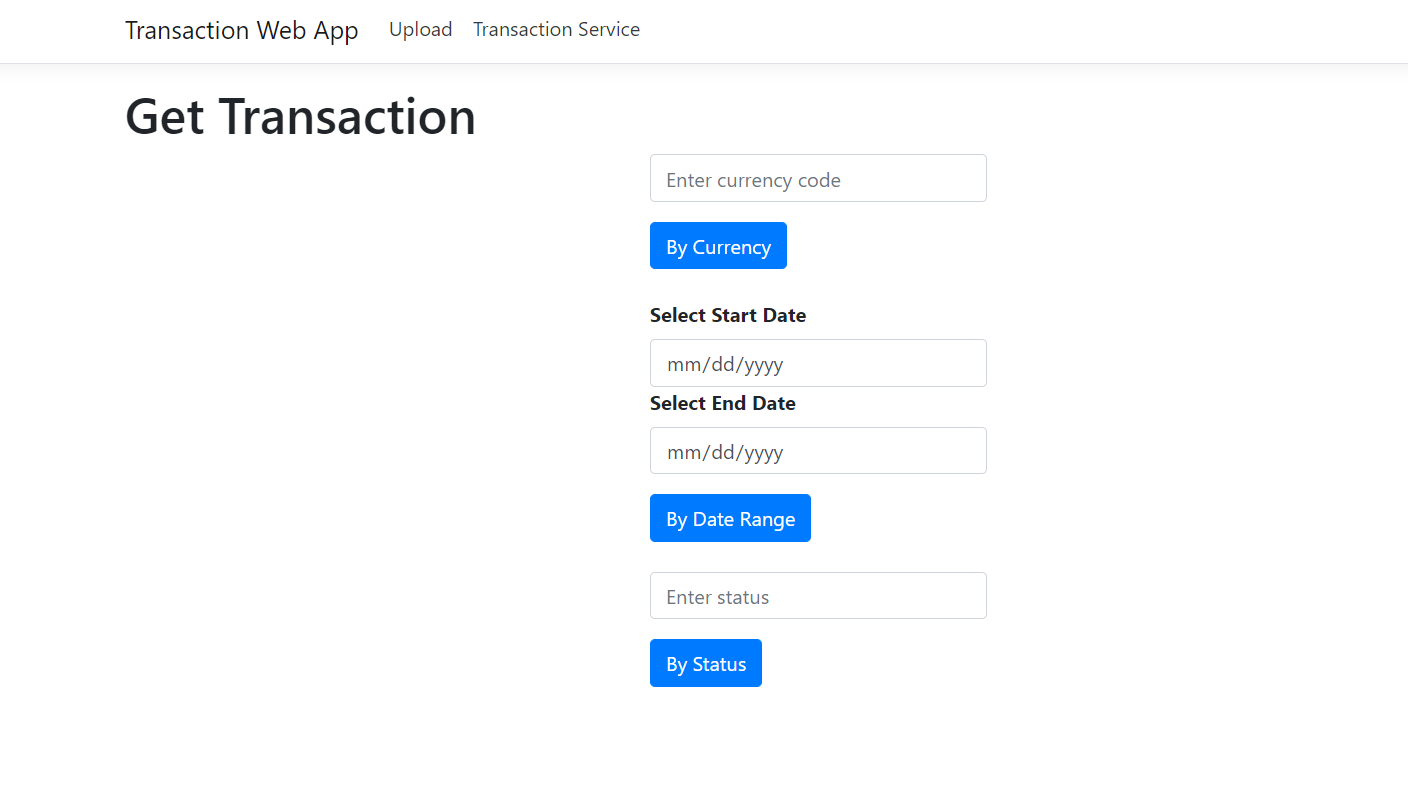 Transaction Web App Upload Transaction Service
Get Transaction
Enter currency code
By Currency
Select Start Date
mm/dd/yyyy
Select End Date
mm/dd/yyyy
By Date Range
Enter status
By Status